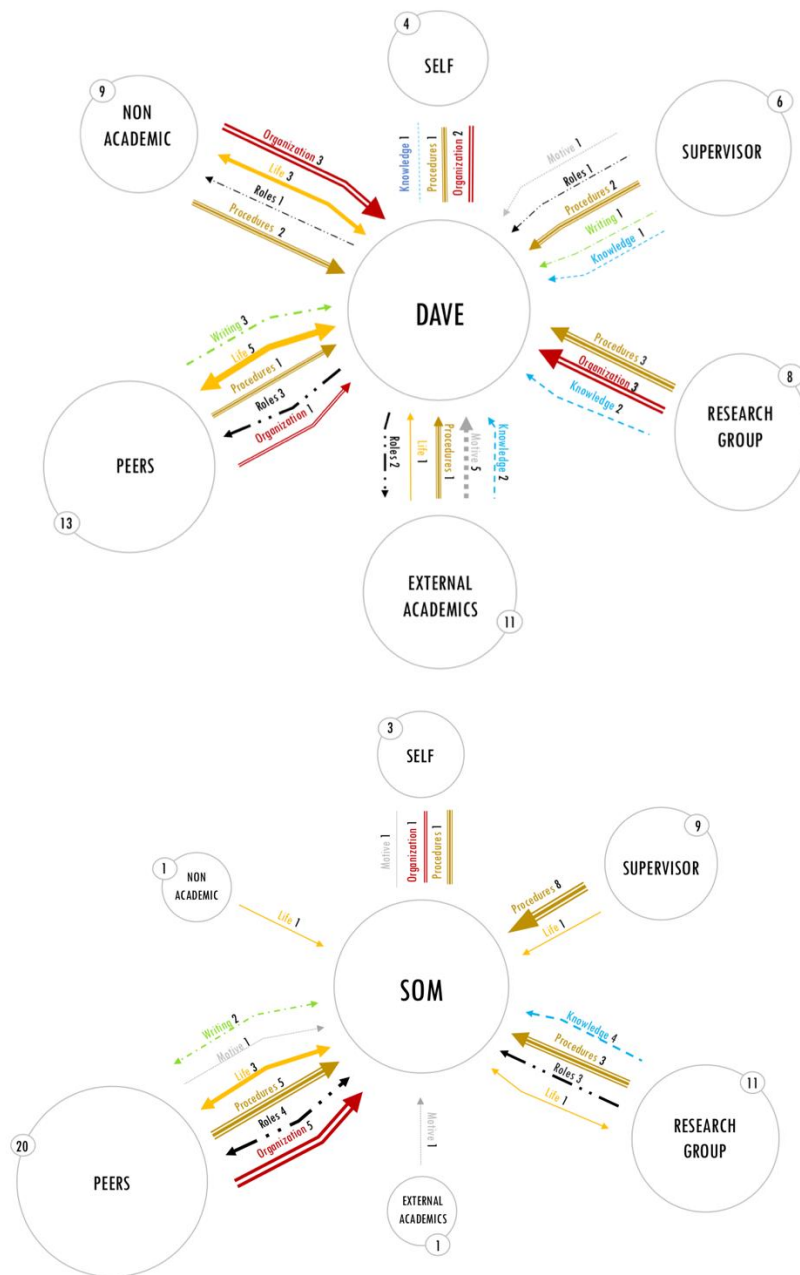 4
SELF
9
NON
ACADEMIC
6
SUPERVISOR
Organization 3
Life 3
Roles 1
Procedures 2
Knowledge 1
Procedures 1
Organization 2
Motive 1
Roles 1
Procedures 2
Writing 1
Knowledge 1
DAVE
Writing 3
Life 5
Procedures 1
Roles 3
Organization 1
Procedures 3
Organization 3
Knowledge 2
8
RESEARCH
GROUP
PEERS
13
Roles 2
Life 1
Procedures 1
Motive 5
Knowledge 2
EXTERNAL
ACADEMICS
11
3
SELF
1
NON
ACADEMIC
9
SUPERVISOR
Motive 1
Organization 1
Procedures 1
Life 1
Procedures 8
Life 1
SOM
Writing 2
Motive 1
Life 3
Procedures 5
Roles 4
Organization 5
Knowledge 4
Procedures 3
Roles 3
Life 1
11
RESEARCH
GROUP
20
PEERS
Motive 1
EXTERNAL
ACADEMICS
1